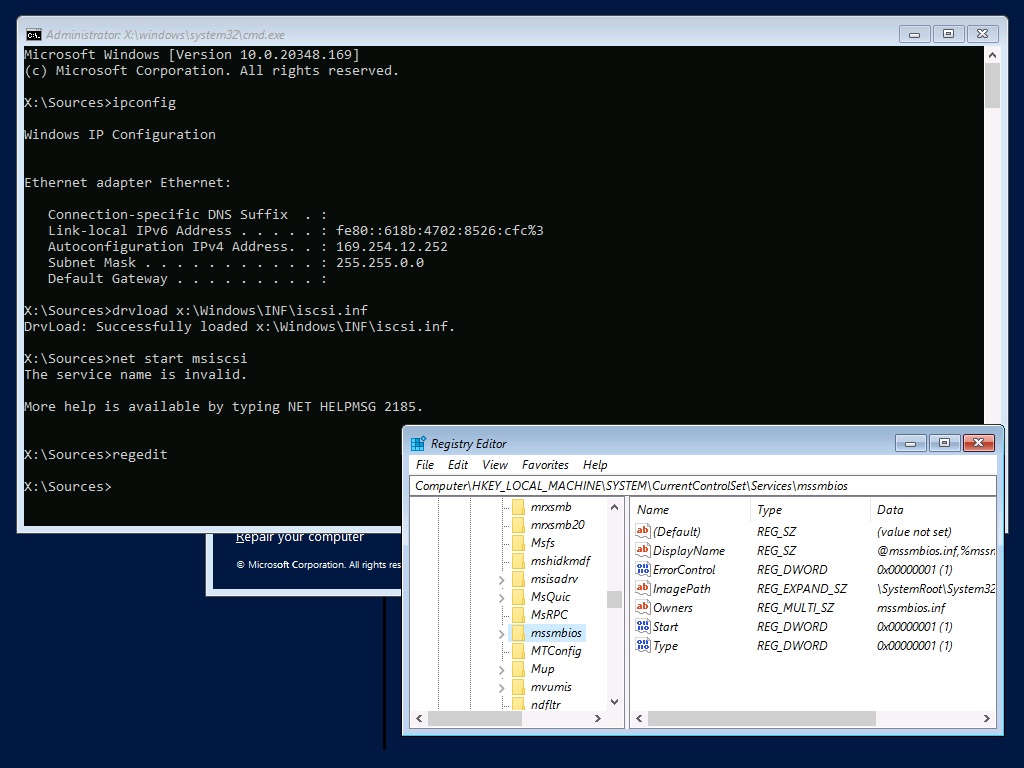 Administrator: X:\windows\system32\cmd.exe
Microsoft Windows [Version 10.0.20348.169]
(c) Microsoft Corporation. All rights reserved.
X:\Sources>ipconfig
Windows IP Configuration
Ethernet adapter Ethernet:
Connection-specific DNS Suffix  . :
Link-local IPv6 Address . . . . . : fe80::618b:4702:8526:cfc%3
Autoconfiguration IPv4 Address. . : 169.254.12.252
Subnet Mask . . . . . . . . . . . : 255.255.0.0
Default Gateway . . . . . . . . . :
X:\Sources>drvload x:\Windows\INF\iscsi.inf
DrvLoad: Successfully loaded x:\Windows\INF\iscsi.inf.
X:\Sources>net start msiscsi
The service name is invalid.
More help is available by typing NET HELPMSG 2185.
X:\Sources>regedit
X:\Sources>
Repair your computer
© Microsoft Corporation. All rights res
Registry Editor
File Edit View Favorites Help
Computer\HKEY_LOCAL_MACHINE\SYSTEM\CurrentControlSet\Services\mssmbios
mrxsmb
mrxsmb20
Msfs
mshidkmdf
msisadrv
MsQuic
MsRPC
mssmbios
MTConfig
Mup
mvumis
ndfltr
Name Type Data
(Default) REG_SZ (value not set)
DisplayName REG_SZ @mssmbios.inf,%mssm
ErrorControl REG_DWORD 0x00000001 (1)
ImagePath REG_EXPAND_SZ \SystemRoot\System32
Owners REG_MULTI_SZ mssmbios.inf
Start REG_DWORD 0x00000001 (1)
Type REG_DWORD 0x00000001 (1)